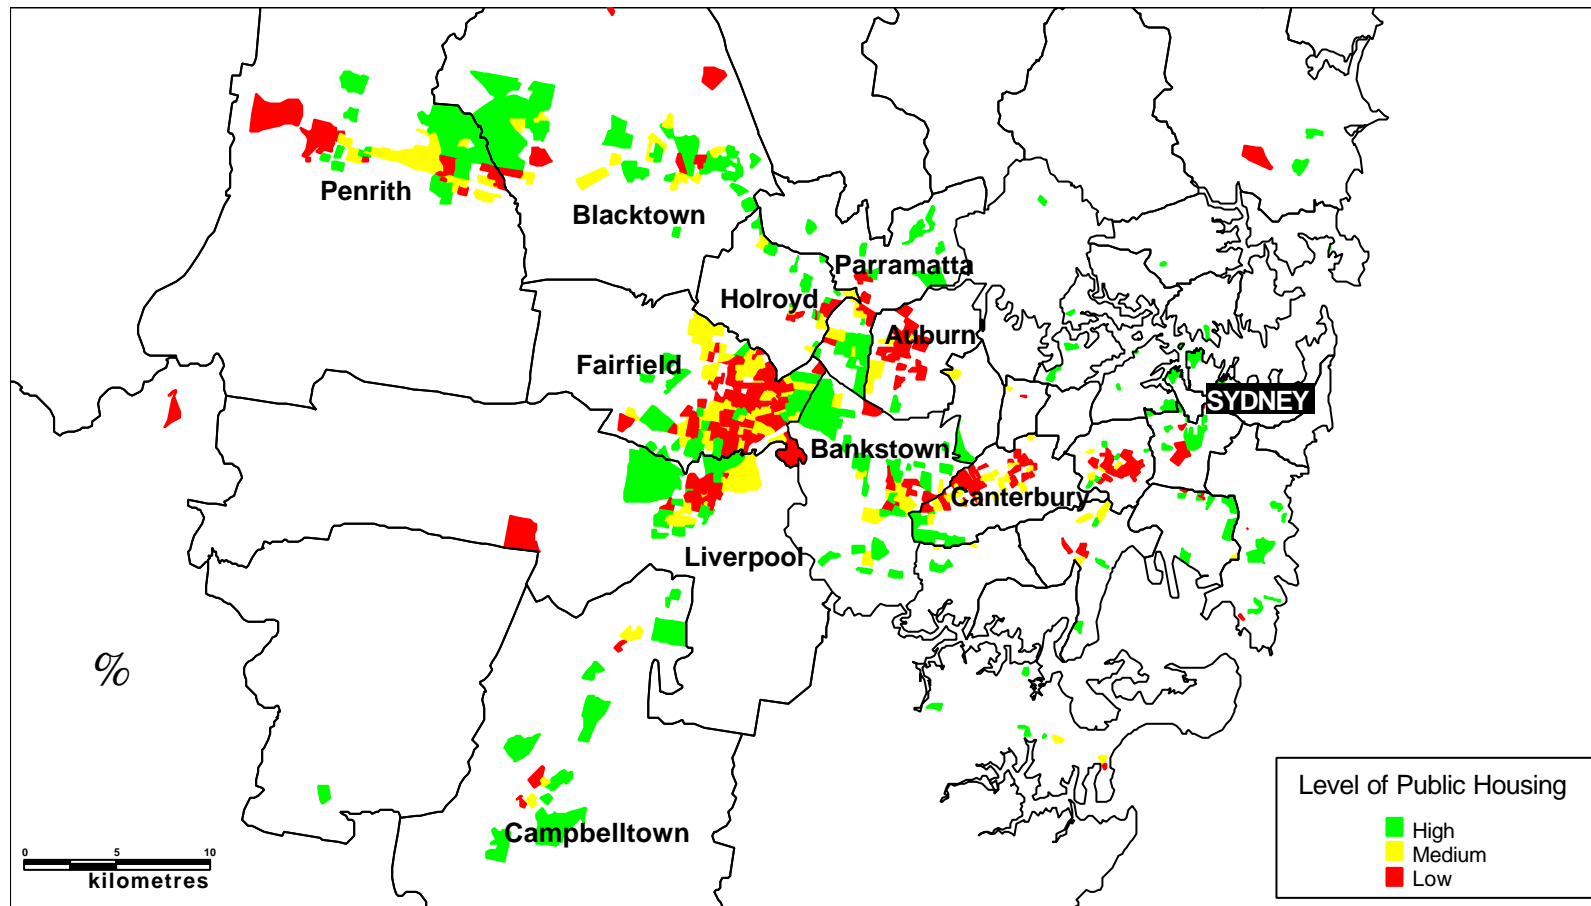 Penrith
Blacktown
Parramatta
Holroyd
Auburn
Fairfield
SYDNEY
Bankstown
Canterbury
Liverpool
%
Campbelltown
0 5 10
kilometres
Level of Public Housing
High
Medium
Low